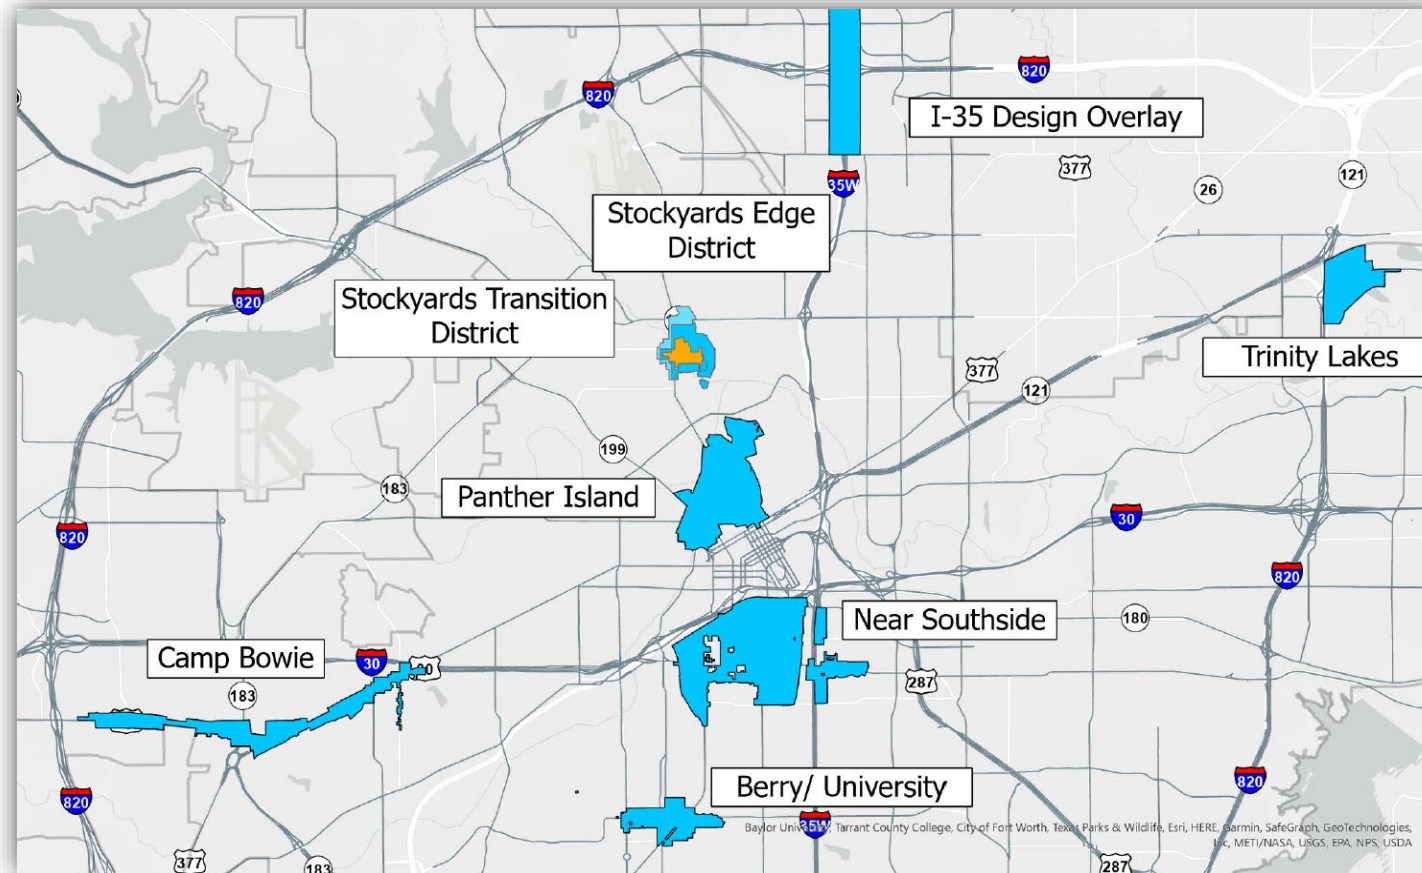 820
820
I-35 Design Overlay
377
121
35W
26
Stockyards Edge
District
820
Stockyards Transition
District
Trinity Lakes
377
121
199
183
Panther Island
30
820
820
Near Southside
180
Camp Bowie
30
183
287
Berry/ University
820
820
35W
Tarrant County College, City of Fort Worth, Texas Parks & Wildlife, Esri, HERE, Garmin, SafeGraph, GeoTechnologies,
Inc, METI/NASA, USGS, EPA, NPS, USDA
377
183
287